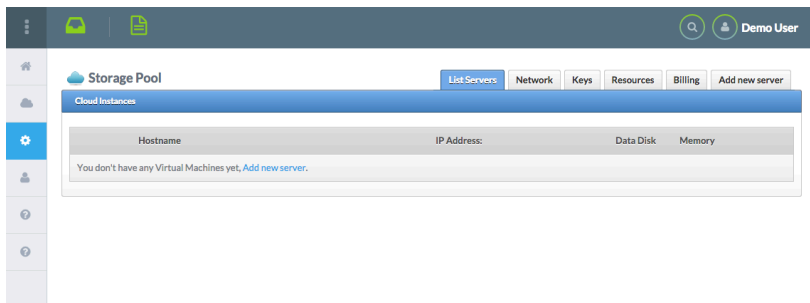 Demo User
Storage Pool
List Servers Network Keys Resources Billing Add new server
Cloud Instances
Hostname IP Address: Data Disk Memory
You don't have any Virtual Machines yet, Add new server.